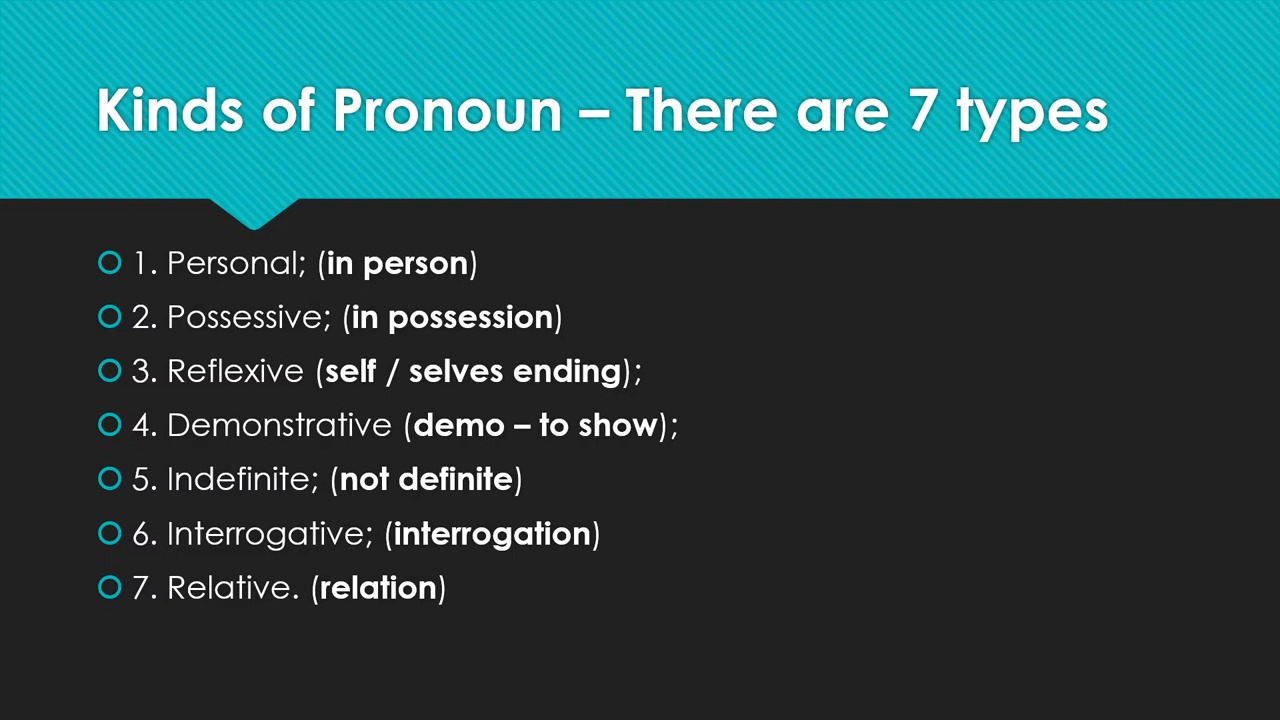 Kinds of Pronoun – There are 7 types
1. Personal; (in person)
2. Possessive; (in possession)
3. Reflexive (self / selves ending);
4. Demonstrative (demo – to show);
5. Indefinite; (not definite)
6. Interrogative; (interrogation)
7. Relative. (relation)